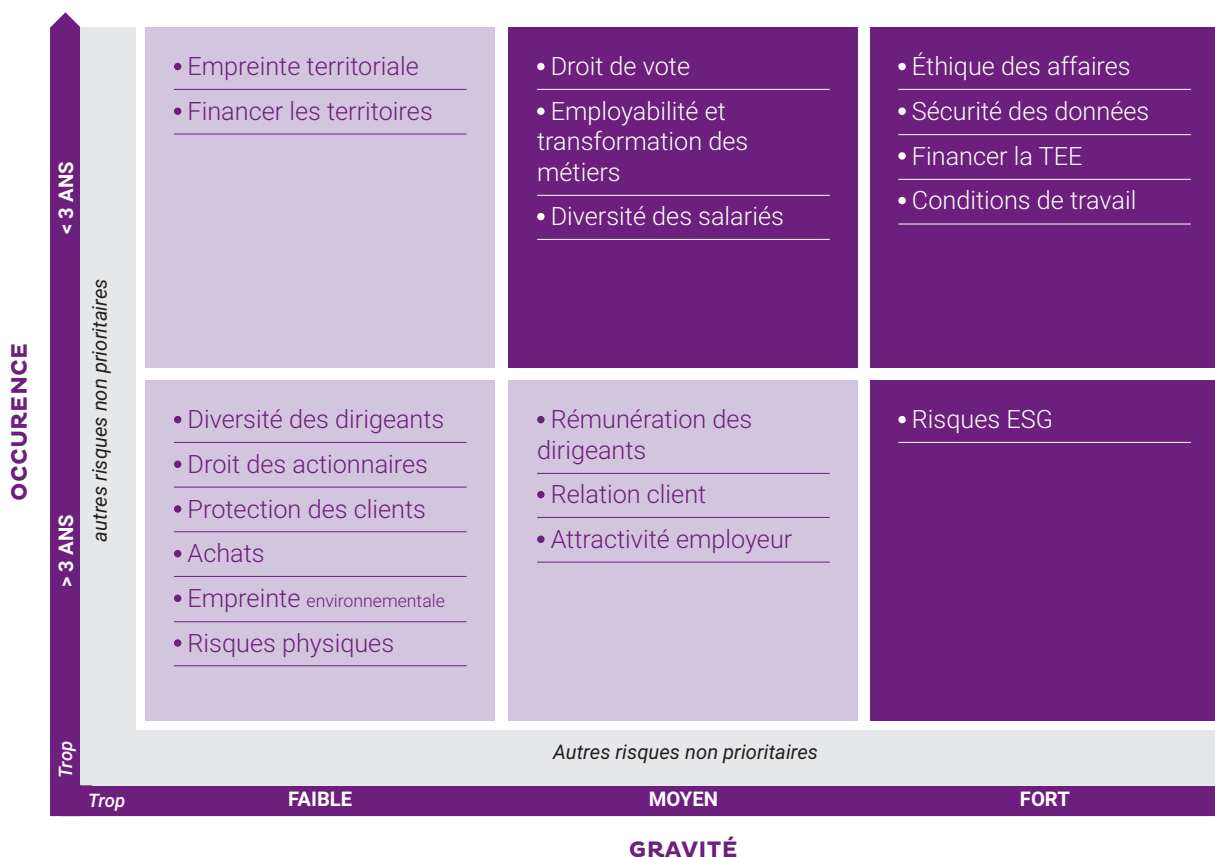 • Empreinte territoriale
• Financer les territoires
• Droit de vote
• Employabilité et
transformation des
métiers
• Diversité des salariés
• Éthique des affaires
• Sécurité des données
• Financer la TEE
• Conditions de travail
< 3 ANS
autres risques non prioritaires
OCCURENCE
• Diversité des dirigeants
• Droit des actionnaires
• Protection des clients
• Achats
• Empreinte environnementale
• Risques physiques
• Rémunération des
dirigeants
• Relation client
• Attractivité employeur
• Risques ESG
> 3 ANS
Trop
Autres risques non prioritaires
Trop
FAIBLE
MOYEN
FORT
GRAVITÉ